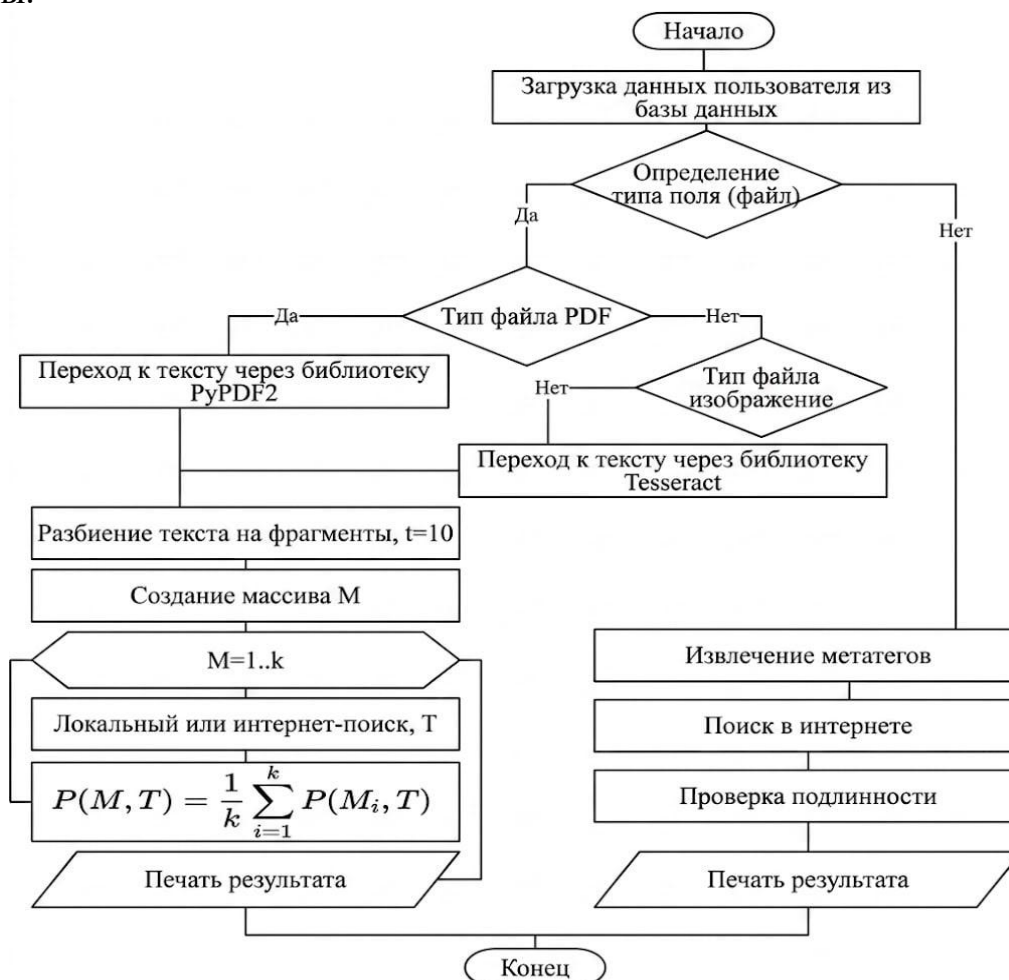 ы.
Начало
Загрузка данных пользователя из
базы данных
Определение
типа поля (файл)
Да
Нет
Тип файла PDF
Да
Нет
Переход к тексту через библиотеку
PyPDF2
Тип файла
изображение
Нет
Переход к тексту через библиотеку
Tesseract
Разбиение текста на фрагменты, t=10
Создание массива M
M=1..k
Локальный или интернет-поиск, T
P(M, T) = \frac{1}{k} \sum_{i=1}^{k} P(M_i, T)
Печать результата
Извлечение метатегов
Поиск в интернете
Проверка подлинности
Печать результата
Конец